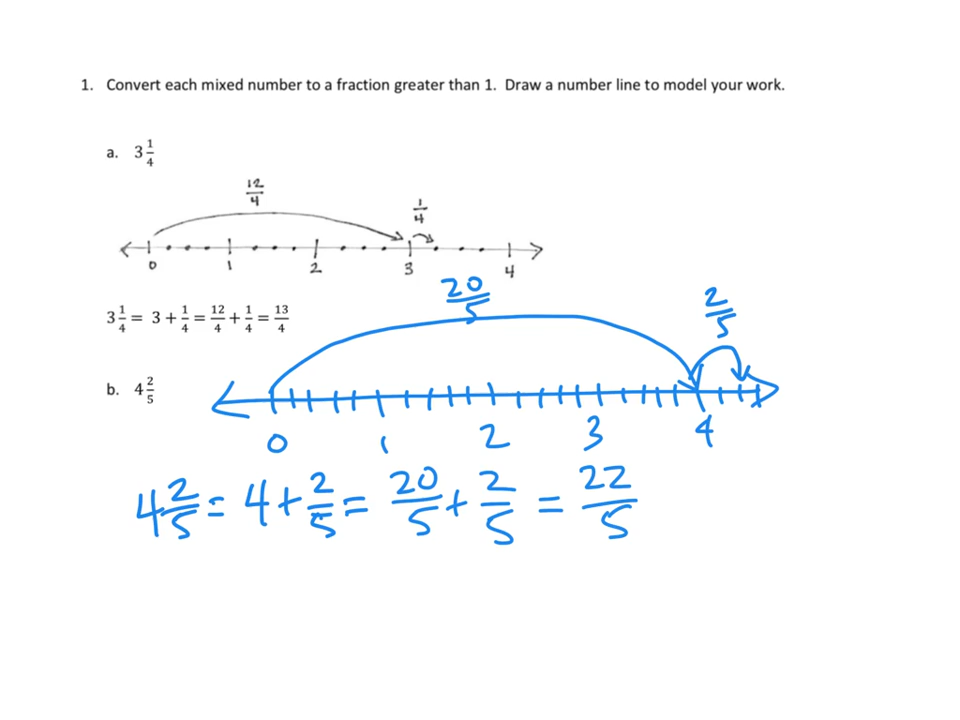 1. Convert each mixed number to a fraction greater than 1. Draw a number line to model your work.
a. 3 1/4
12/4
1/4
0 1 2 3 4
3 1/4 = 3 + 1/4 = 12/4 + 1/4 = 13/4
20/5
2/5
b. 4 2/5
0 1 2 3 4
4 2/5 = 4 + 2/5 = 20/5 + 2/5 = 22/5